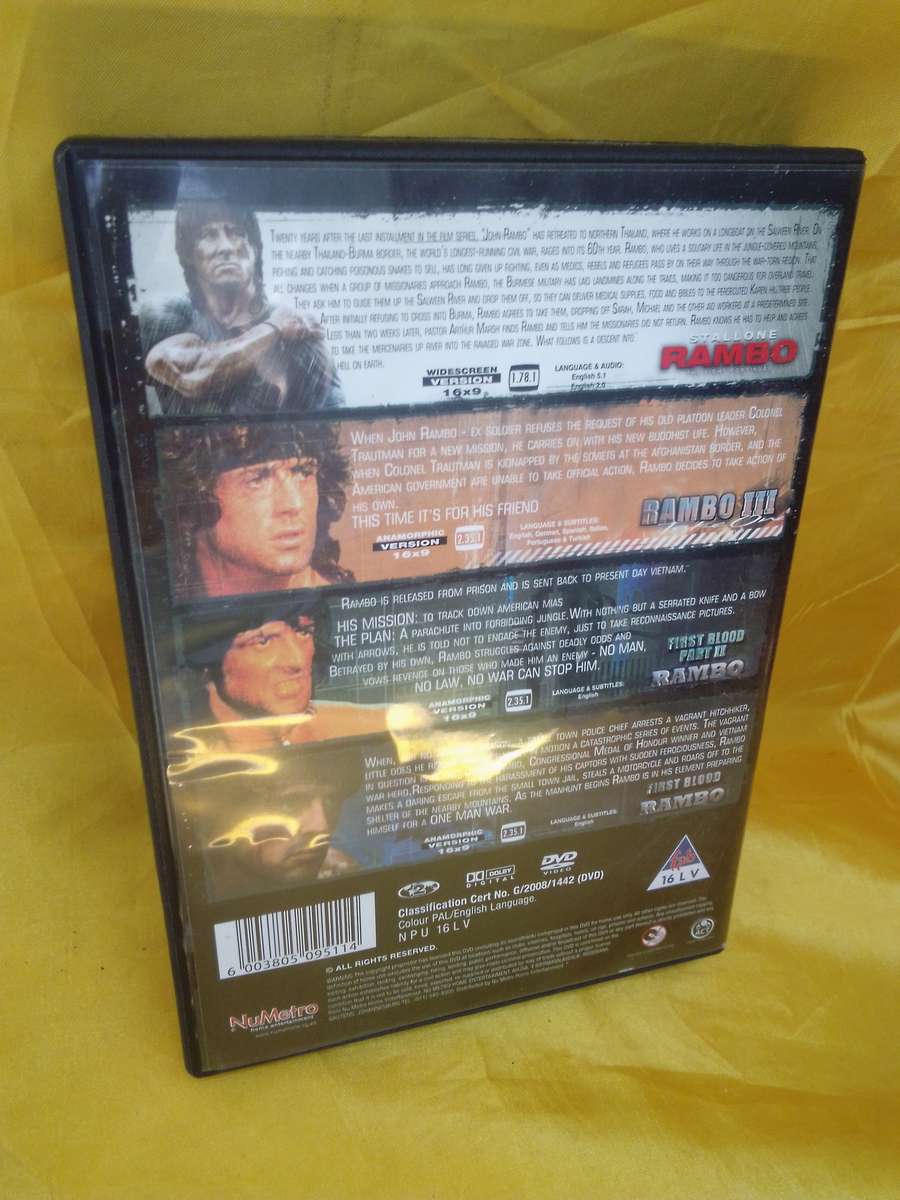 TWENTY YEARS AFTER THE LAST INSTALLMENT IN THE FILM SERIES, "JOHN-RAMBO" HAS RETREATED TO NORTHERN THAILAND, WHERE HE WORKS ON A LONGBOAT ON THE SALWEEN RIVER. ON
THE NEARBY THAILAND-BURMA BORDER, THE WORLD'S LONGEST-RUNNING CIVIL WAR, RAGED INTO ITS 60TH YEAR. RAMBO, WHO LIVES A SOLITARY LIFE IN THE JUNGLE-COVERED MOUNTAINS,
FISHING AND CATCHING POISONOUS SNAKES TO SELL, HAS LONG GIVEN UP FIGHTING, EVEN AS MEDICS, REBELS AND REFUGEES PASS BY ON THEIR WAY THROUGH THE WAR-TORN REGION. THAT
ALL CHANGES WHEN A GROUP OF MISSIONARIES APPROACH RAMBO, THE BURMESE MILITARY HAS LAID LANDMINES ALONG THE TRAILS, MAKING IT TOO DANGEROUS FOR OVERLAND TRAVEL.
THEY ASK HIM TO GUIDE THEM UP THE SALWEEN RIVER AND DROP THEM OFF, SO THEY CAN DELIVER MEDICAL SUPPLIES, FOOD AND BIBLES TO THE PERSECUTED KAREN HILLTRIBE PEOPLE.
AFTER INITIALLY REFUSING TO CROSS INTO BURMA, RAMBO AGREES TO TAKE THEM, DROPPING OFF SARAH, MICHAEL AND THE OTHER AID WORKERS AT A PREDETERMINED SITE.
LESS THAN TWO WEEKS LATER, PASTOR ARTHUR MARSH FINDS RAMBO AND TELLS HIM THE MISSIONARIES DID NOT RETURN. RAMBO KNOWS HE HAS TO HELP AND AGREES
TO TAKE THE MERCENARIES UP RIVER INTO THE RAVAGED WAR ZONE. WHAT FOLLOWS IS A DESCENT INTO
HELL ON EARTH.
STALLONE
RAMBO
WIDESCREEN
VERSION
16x9
1.78.1
LANGUAGE & AUDIO:
English 5.1
English 2.0
WHEN JOHN RAMBO - EX SOLDIER REFUSES THE REQUEST OF HIS OLD PLATOON LEADER COLONEL
TRAUTMAN FOR A NEW MISSION, HE CARRIES ON WITH HIS NEW BUDDHIST LIFE. HOWEVER,
WHEN COLONEL TRAUTMAN IS KIDNAPPED BY THE SOVIETS AT THE AFGHANISTAN BORDER, AND THE
AMERICAN GOVERNMENT ARE UNABLE TO TAKE OFFICIAL ACTION. RAMBO DECIDES TO TAKE ACTION OF
HIS OWN.
THIS TIME IT'S FOR HIS FRIEND
RAMBO III
ANAMORPHIC
VERSION
16x9
2.35.1
LANGUAGE & SUBTITLES:
English, German, Spanish, Italian,
Portuguese & Turkish
RAMBO IS RELEASED FROM PRISON AND IS SENT BACK TO PRESENT DAY VIETNAM.
HIS MISSION: TO TRACK DOWN AMERICAN MIAS
THE PLAN: A PARACHUTE INTO FORBIDDING JUNGLE. WITH NOTHING BUT A SERRATED KNIFE AND A BOW
WITH ARROWS, HE IS TOLD NOT TO ENGAGE THE ENEMY, JUST TO TAKE RECONNAISSANCE PICTURES.
BETRAYED BY HIS OWN, RAMBO STRUGGLES AGAINST DEADLY ODDS AND
VOWS REVENGE ON THOSE WHO MADE HIM AN ENEMY - NO MAN,
NO LAW, NO WAR CAN STOP HIM.
FIRST BLOOD
PART II
RAMBO
ANAMORPHIC
VERSION
16x9
2.35.1
LANGUAGE & SUBTITLES:
English
WHEN, TOWN POLICE CHIEF ARRESTS A VAGRANT HITCHHIKER,
LITTLE DOES HE MOTION A CATASTROPHIC SERIES OF EVENTS. THE VAGRANT
IN QUESTION CONGRESSIONAL MEDAL OF HONOUR WINNER AND VIETNAM
WAR HERO. RESPONDING HARASSMENT OF HIS CAPTORS WITH SUDDEN FEROCIOUSNESS, RAMBO
MAKES A DARING ESCAPE FROM THE SMALL TOWN JAIL, STEALS A MOTORCYCLE AND ROARS OFF TO THE
SHELTER OF THE NEARBY MOUNTAINS. AS THE MANHUNT BEGINS RAMBO IS IN HIS ELEMENT PREPARING
HIMSELF FOR A ONE MAN WAR.
FIRST BLOOD
RAMBO
ANAMORPHIC
VERSION
16x9
2.35.1
LANGUAGE & SUBTITLES:
English
2
DOLBY
DIGITAL
DVD
VIDEO
16 L V
Classification Cert No. G/2008/1442 (DVD)
Colour PAL/English Language.
N P U 16 L V
6 003805 095114
© ALL RIGHTS RESERVED.
NuMetro
home entertainment